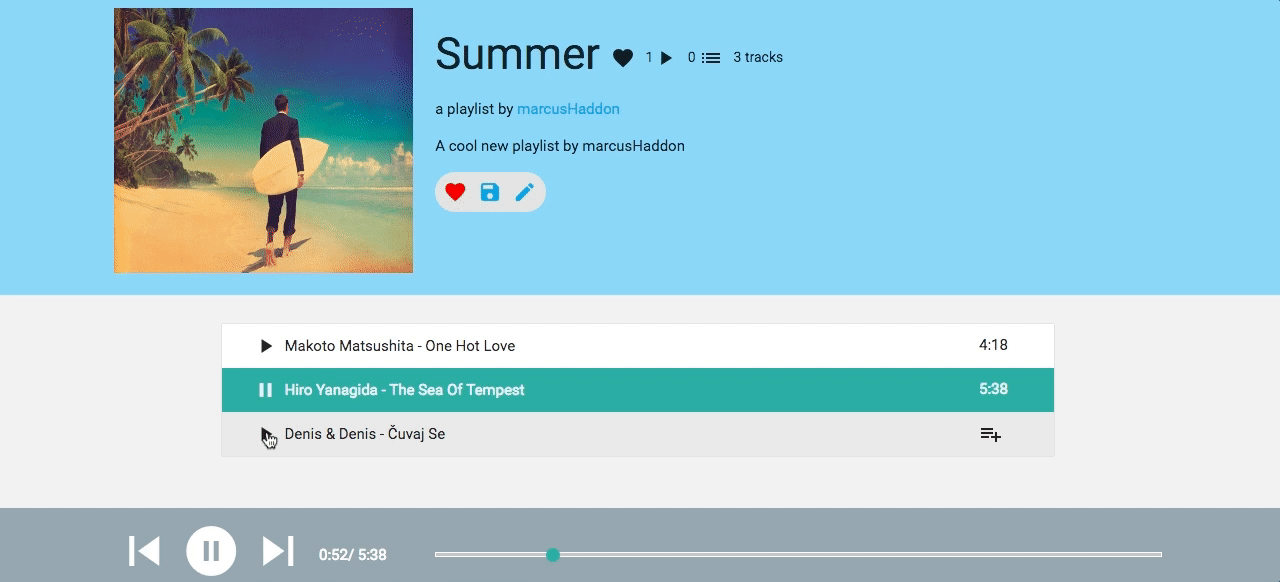 Summer 1 0 3 tracks
a playlist by marcusHaddon
A cool new playlist by marcusHaddon
Makoto Matsushita - One Hot Love 4:18
Hiro Yanagida - The Sea Of Tempest 5:38
Denis & Denis - Čuvaj Se
0:52/ 5:38